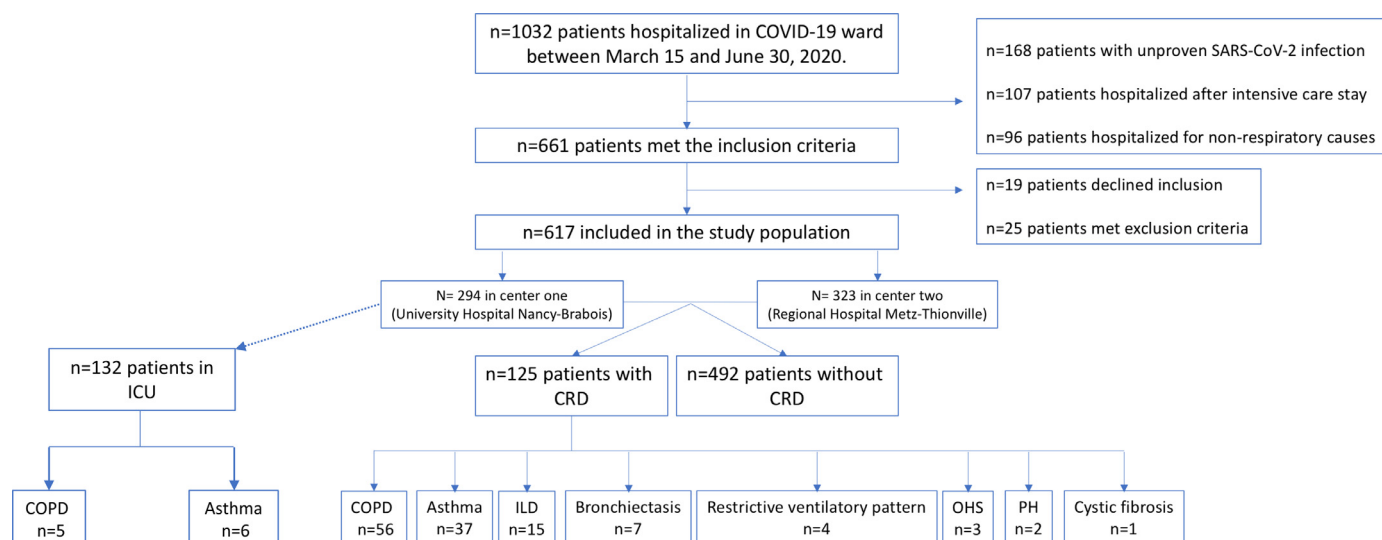 n=1032 patients hospitalized in COVID-19 ward
between March 15 and June 30, 2020.
n=168 patients with unproven SARS-CoV-2 infection
n=107 patients hospitalized after intensive care stay
n=96 patients hospitalized for non-respiratory causes
n=661 patients met the inclusion criteria
n=19 patients declined inclusion
n=25 patients met exclusion criteria
n=617 included in the study population
N= 294 in center one
(University Hospital Nancy-Brabois)
N= 323 in center two
(Regional Hospital Metz-Thionville)
n=132 patients in
ICU
n=125 patients with
CRD
n=492 patients without
CRD
COPD
n=5
Asthma
n=6
COPD
n=56
Asthma
n=37
ILD
n=15
Bronchiectasis
n=7
Restrictive ventilatory pattern
n=4
OHS
n=3
PH
n=2
Cystic fibrosis
n=1